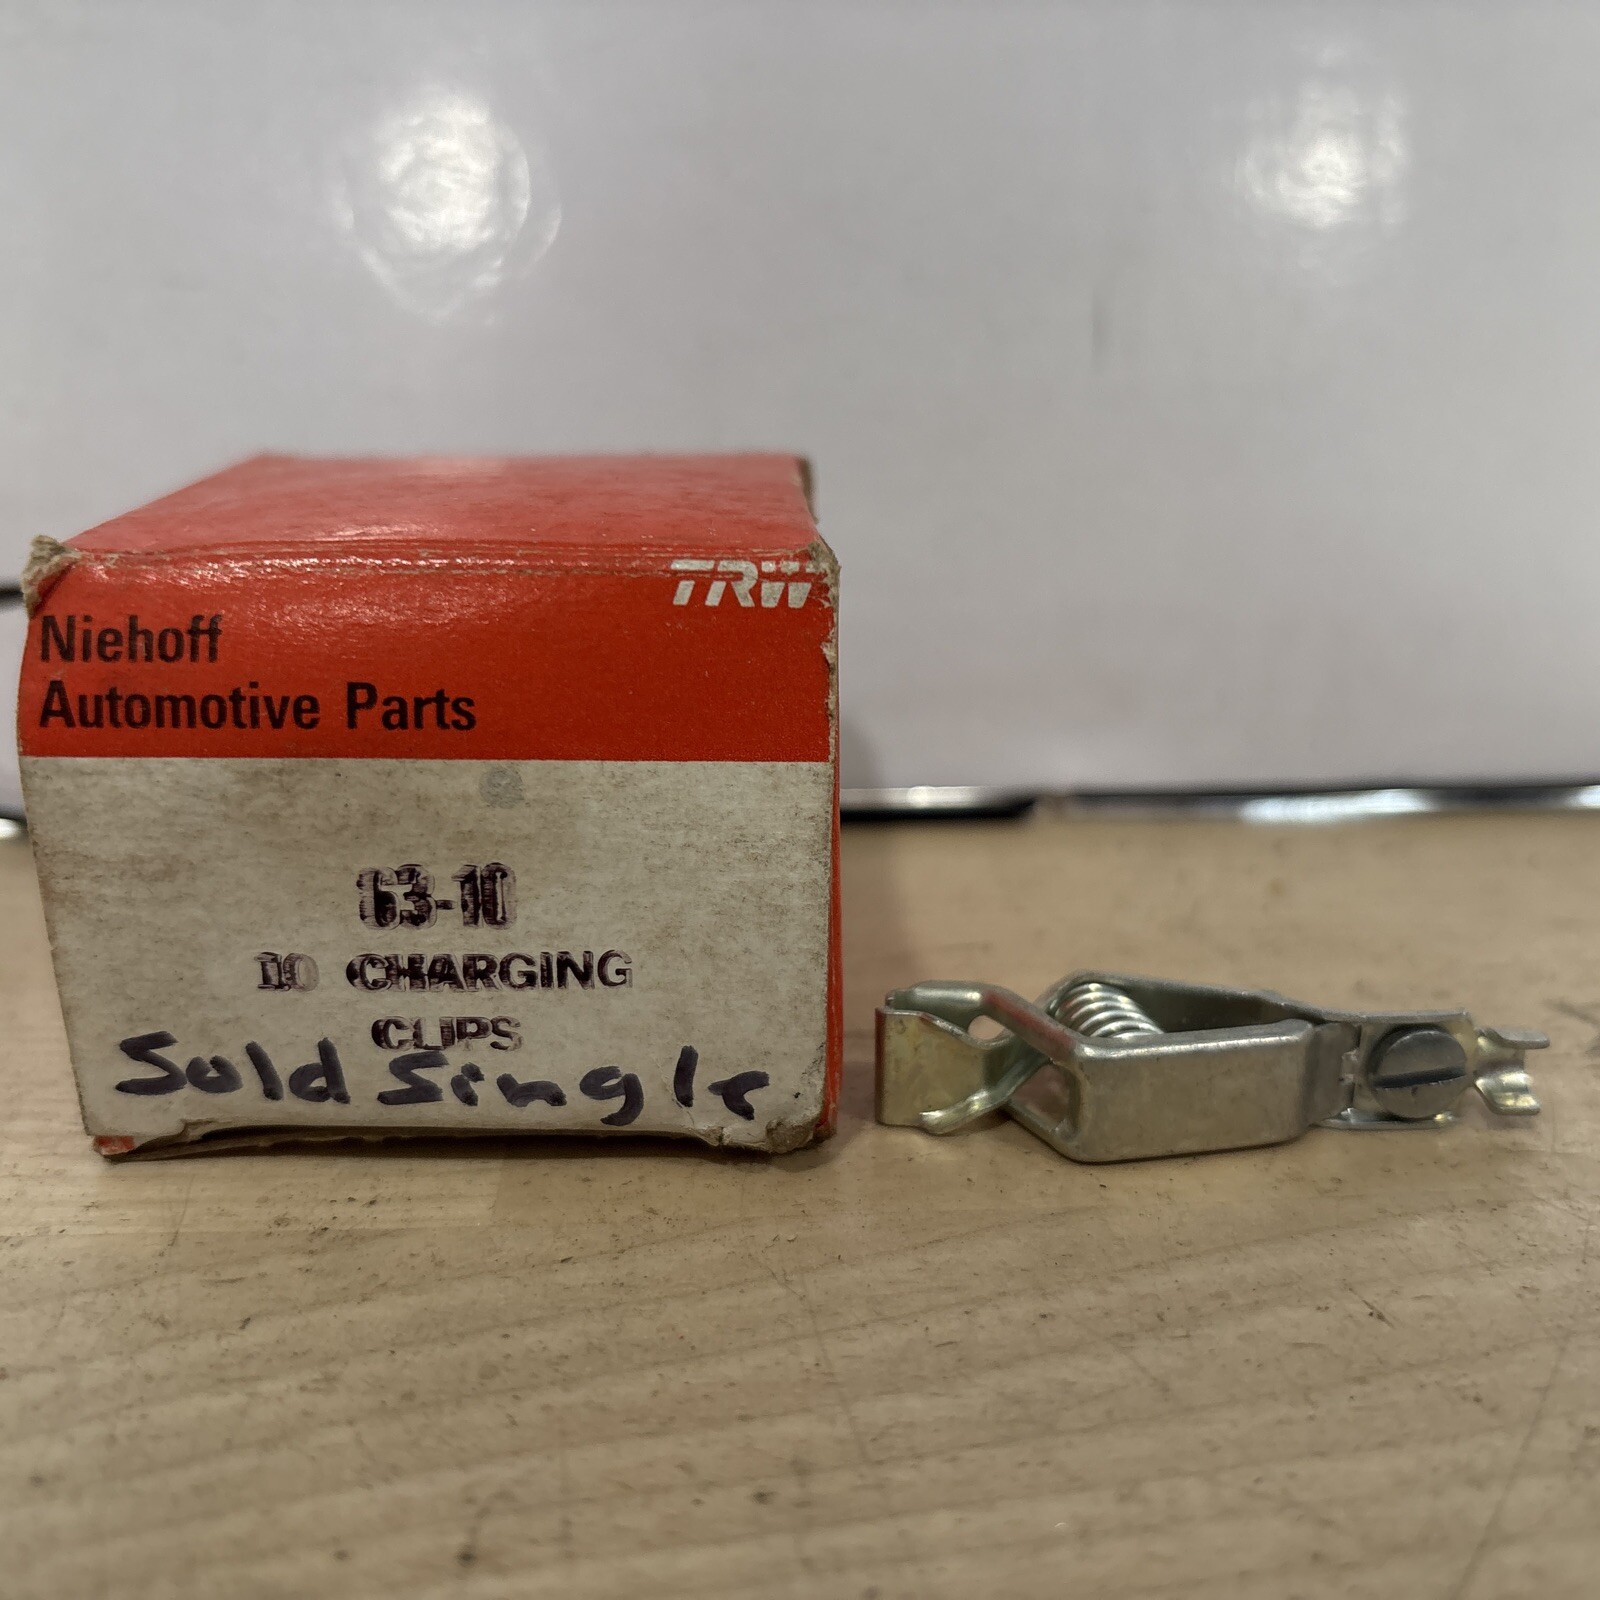 TRW
Niehoff
Automotive Parts
63-10
10 CHARGING
CLIPS
Sold Single